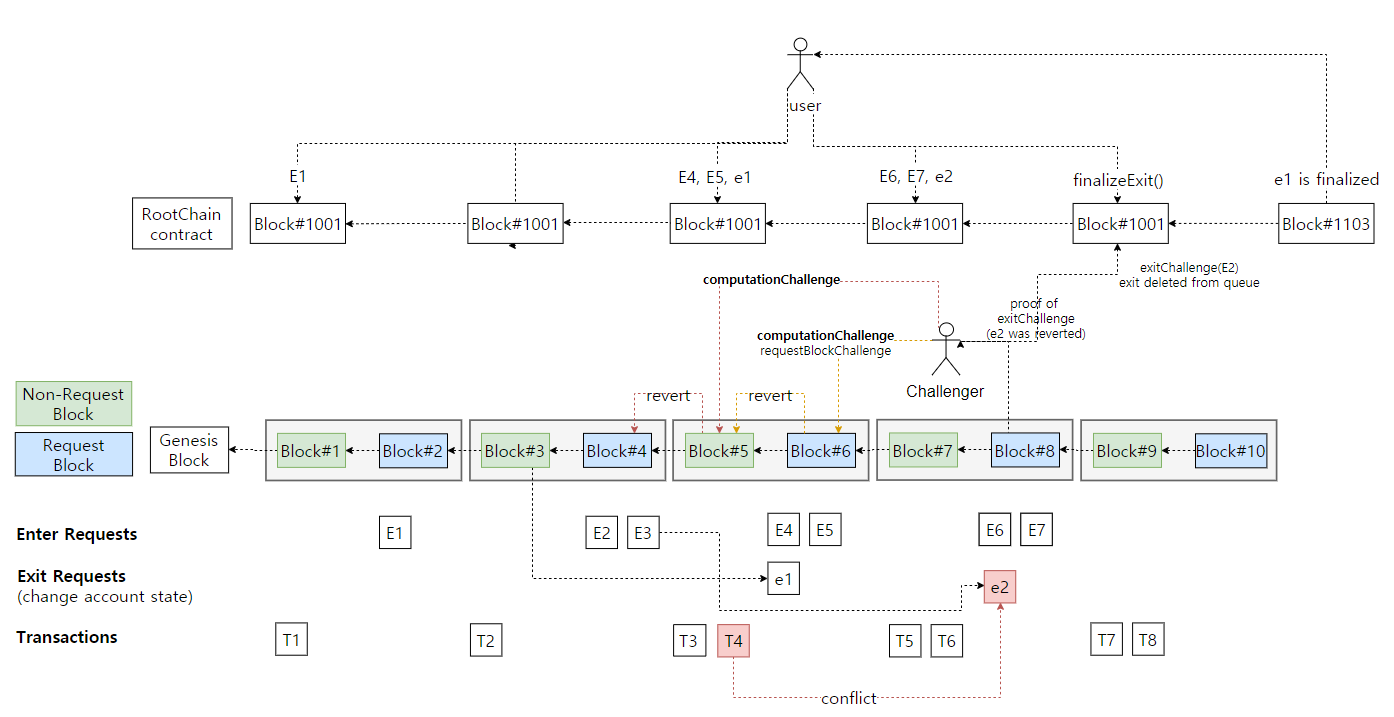 user
E1
E4, E5, e1
E6, E7, e2
finalizeExit()
e1 is finalized
RootChain
contract
Block#1001
Block#1001
Block#1001
Block#1001
Block#1001
Block#1103
exitChallenge(E2)
exit deleted from queue
computationChallenge
proof of
exitChallenge
(e2 was reverted)
computationChallenge
requestBlockChallenge
Challenger
Non-Request
Block
revert
revert
Request
Block
Genesis
Block
Block#1
Block#2
Block#3
Block#4
Block#5
Block#6
Block#7
Block#8
Block#9
Block#10
Enter Requests
E1
E2
E3
E4
E5
E6
E7
Exit Requests
(change account state)
e1
e2
Transactions
T1
T2
T3
T4
T5
T6
T7
T8
conflict